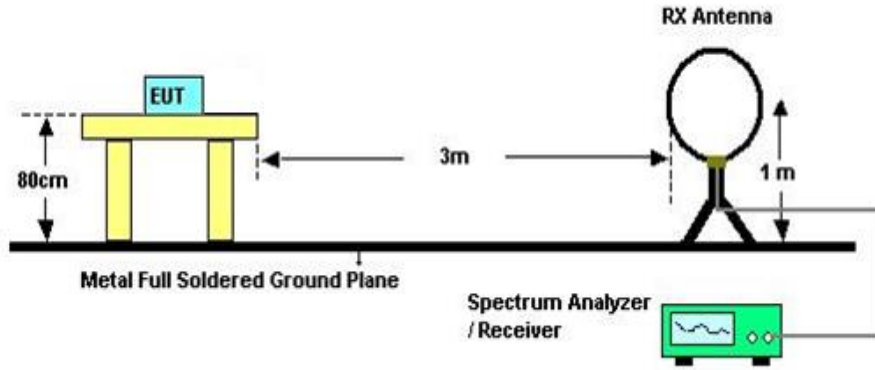 RX Antenna
EUT
80cm
3m
1 m
Metal Full Soldered Ground Plane
Spectrum Analyzer
/ Receiver